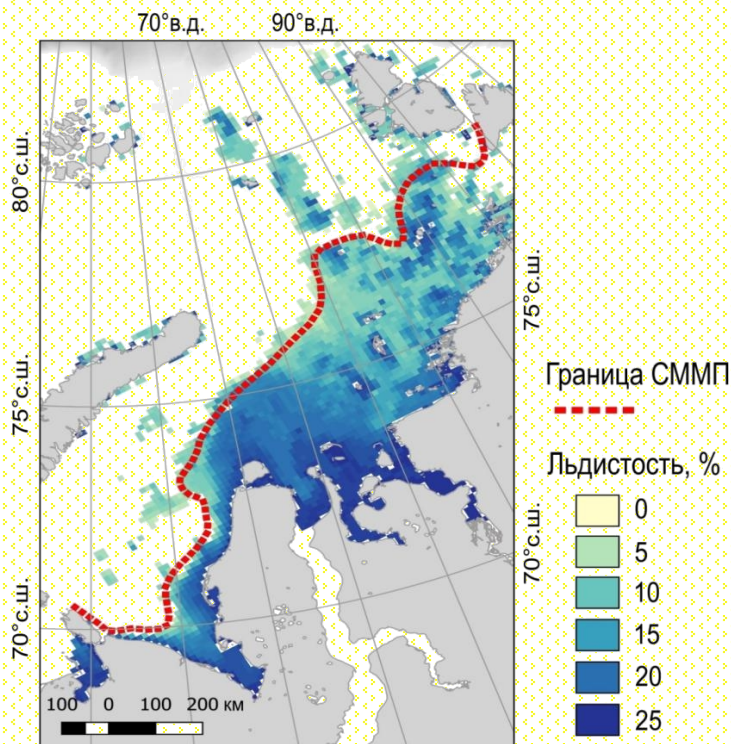 70°в.д. 90°в.д.
80°с.ш.
75°с.ш.
70°с.ш.
75°с.ш.
70°с.ш.
100 0 100 200 км
Граница СММП
Льдистость, %
0
5
10
15
20
25